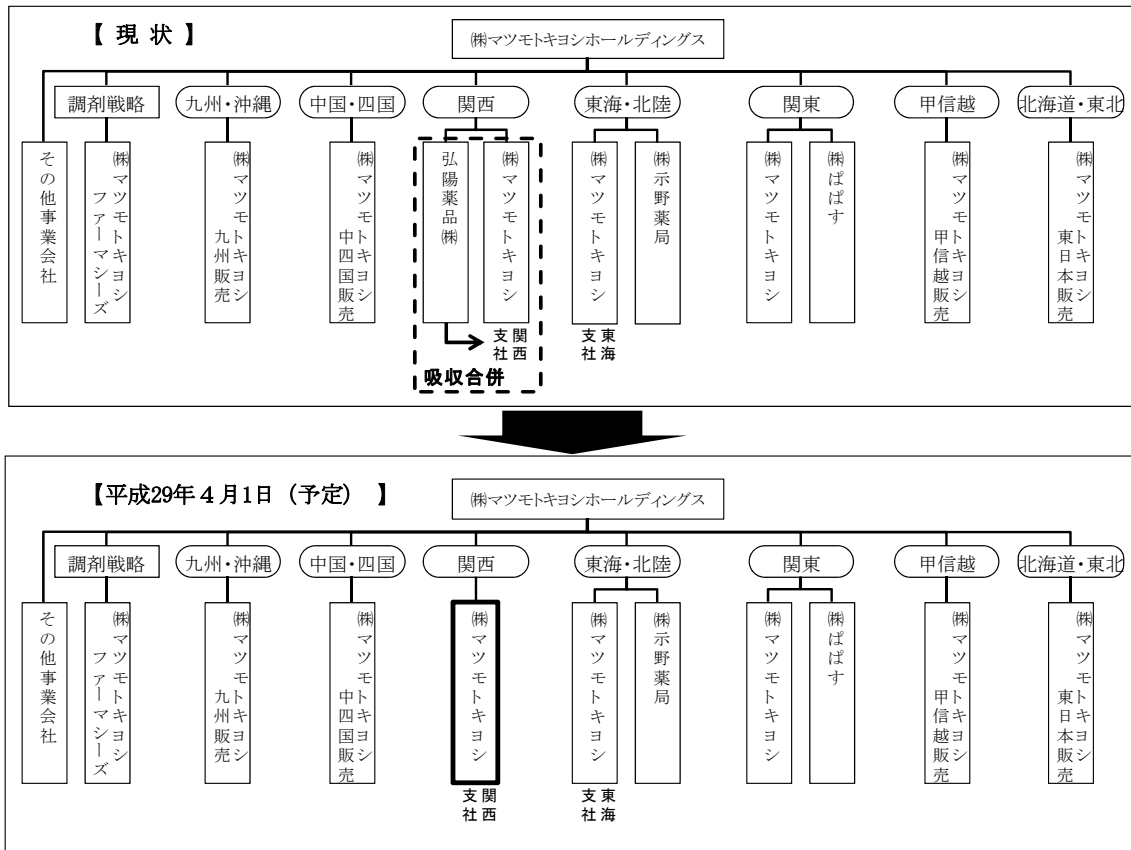 【 現 状 】
㈱マツモトキヨシホールディングス
調剤戦略
九州・沖縄
中国・四国
関西
東海・北陸
関東
甲信越
北海道・東北
その他事業会社
㈱マツモトキヨシ
ファーマシーズ
㈱マツモトキヨシ
九州販売
㈱マツモトキヨシ
中四国販売
弘陽薬品㈱
㈱マツモトキヨシ
関西
支社
吸収合併
㈱マツモトキヨシ
東海
支社
㈱示野薬局
㈱マツモトキヨシ
㈱ぱぱす
㈱マツモトキヨシ
甲信越販売
㈱マツモトキヨシ
東日本販売
【平成29年４月1日（予定） 】
㈱マツモトキヨシホールディングス
調剤戦略
九州・沖縄
中国・四国
関西
東海・北陸
関東
甲信越
北海道・東北
その他事業会社
㈱マツモトキヨシ
ファーマシーズ
㈱マツモトキヨシ
九州販売
㈱マツモトキヨシ
中四国販売
㈱マツモトキヨシ
関西
支社
㈱マツモトキヨシ
東海
支社
㈱示野薬局
㈱マツモトキヨシ
㈱ぱぱす
㈱マツモトキヨシ
甲信越販売
㈱マツモトキヨシ
東日本販売